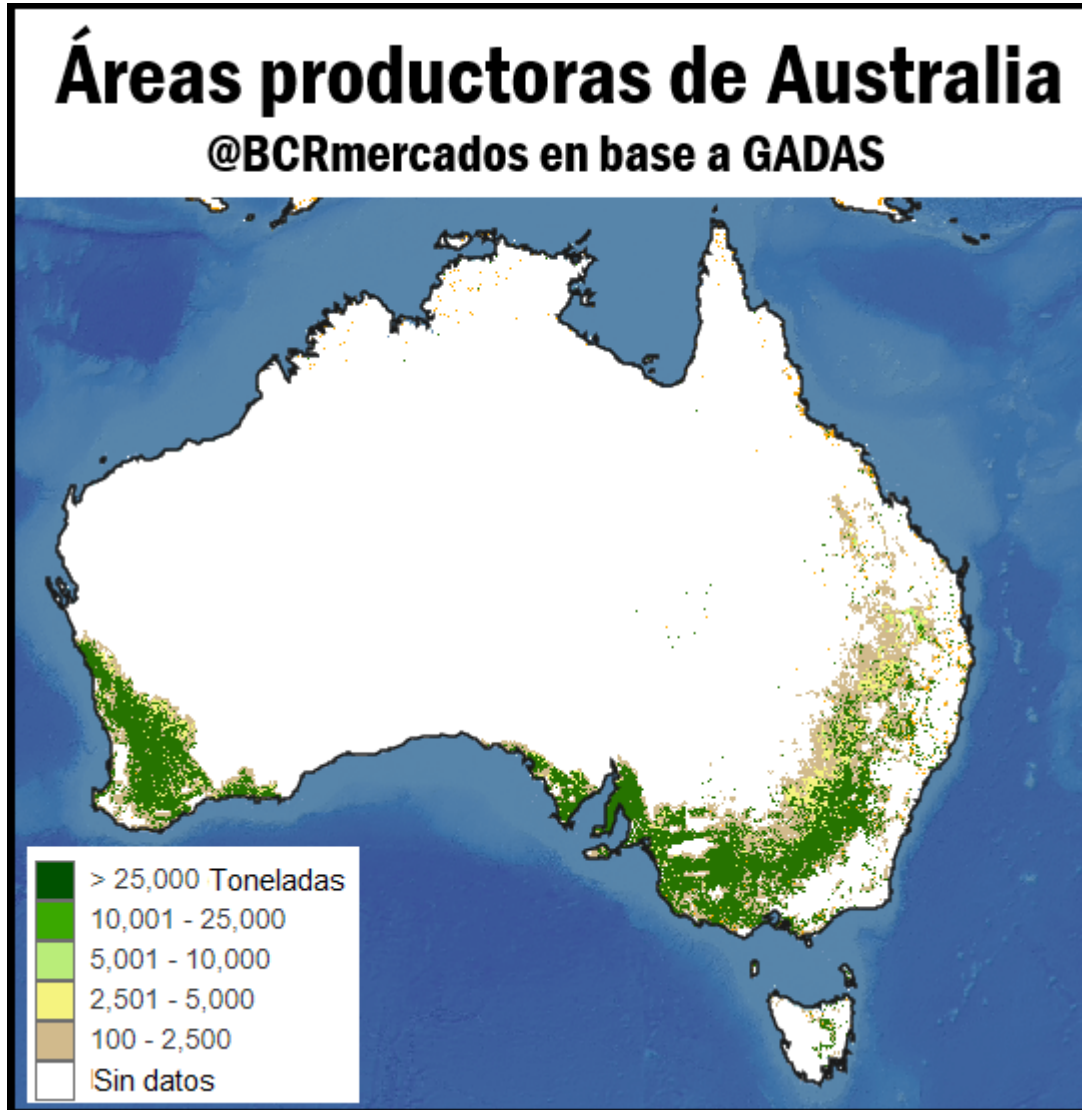 Áreas productoras de Australia
@BCRmercados en base a GADAS
> 25,000 Toneladas
10,001 - 25,000
5,001 - 10,000
2,501 - 5,000
100 - 2,500
Sin datos